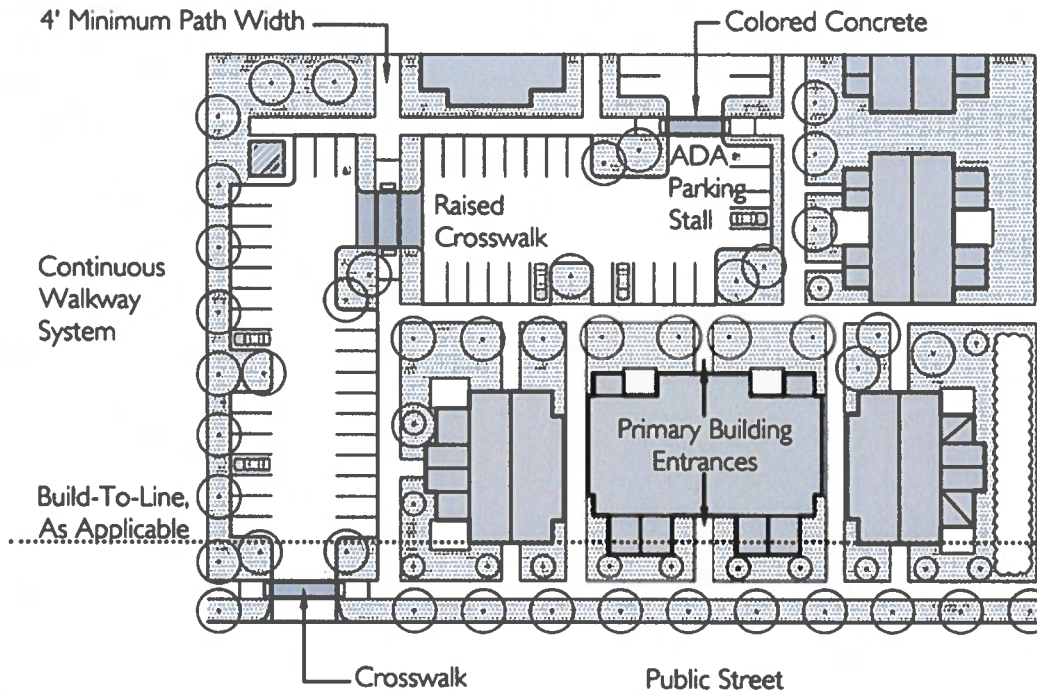 4' Minimum Path Width
Colored Concrete
ADA
Parking
Stall
Raised
Crosswalk
Continuous
Walkway
System
Primary Building
Entrances
Build-To-Line,
As Applicable
Crosswalk
Public Street